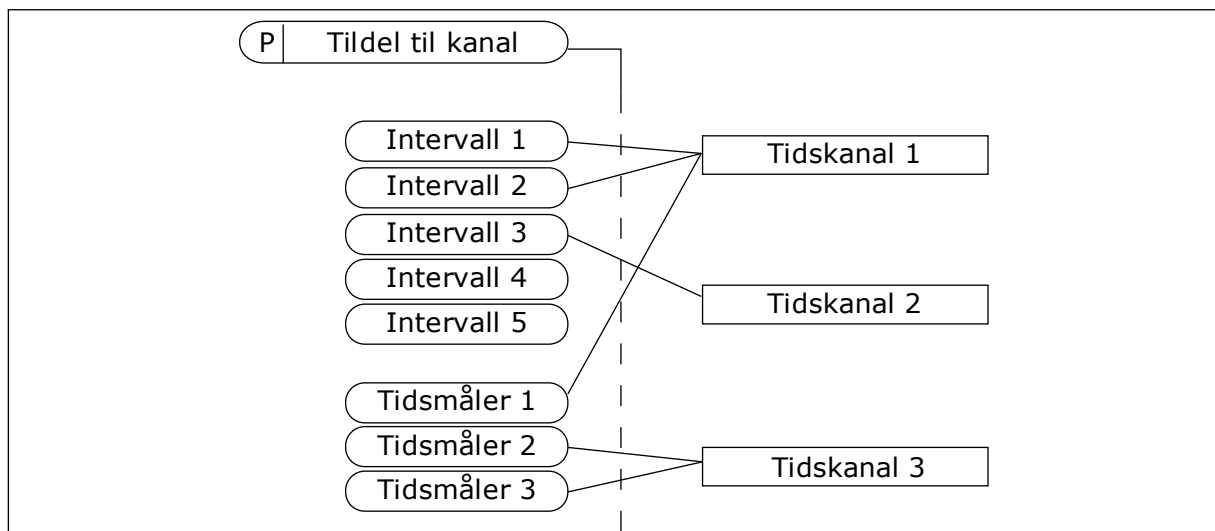 P Tildel til kanal
Intervall 1
Intervall 2
Intervall 3
Intervall 4
Intervall 5
Tidsmåler 1
Tidsmåler 2
Tidsmåler 3
Tidskanal 1
Tidskanal 2
Tidskanal 3